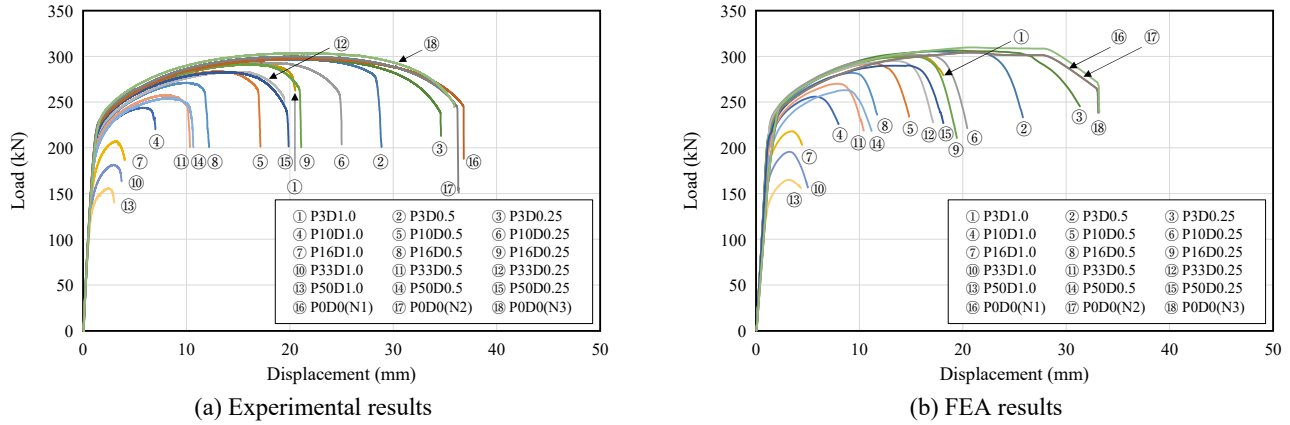 350
300
250
200
150
100
50
0
Load (kN)
0 10 20 30 40 50
Displacement (mm)
⑫ ⑱
④ ⑦ ⑩ ⑬ ⑪ ⑭ ⑧ ⑤ ⑮ ⑨ ① ⑥ ② ③ ⑯ ⑰
① P3D1.0 ② P3D0.5 ③ P3D0.25
④ P10D1.0 ⑤ P10D0.5 ⑥ P10D0.25
⑦ P16D1.0 ⑧ P16D0.5 ⑨ P16D0.25
⑩ P33D1.0 ⑪ P33D0.5 ⑫ P33D0.25
⑬ P50D1.0 ⑭ P50D0.5 ⑮ P50D0.25
⑯ P0D0(N1) ⑰ P0D0(N2) ⑱ P0D0(N3)
(a) Experimental results
350
300
250
200
150
100
50
0
Load (kN)
0 10 20 30 40 50
Displacement (mm)
① ⑯ ⑰
④ ⑦ ⑩ ⑬ ⑪ ⑭ ⑧ ⑤ ⑫ ⑮ ⑨ ⑥ ② ③ ⑱
① P3D1.0 ② P3D0.5 ③ P3D0.25
④ P10D1.0 ⑤ P10D0.5 ⑥ P10D0.25
⑦ P16D1.0 ⑧ P16D0.5 ⑨ P16D0.25
⑩ P33D1.0 ⑪ P33D0.5 ⑫ P33D0.25
⑬ P50D1.0 ⑭ P50D0.5 ⑮ P50D0.25
⑯ P0D0(N1) ⑰ P0D0(N2) ⑱ P0D0(N3)
(b) FEA results